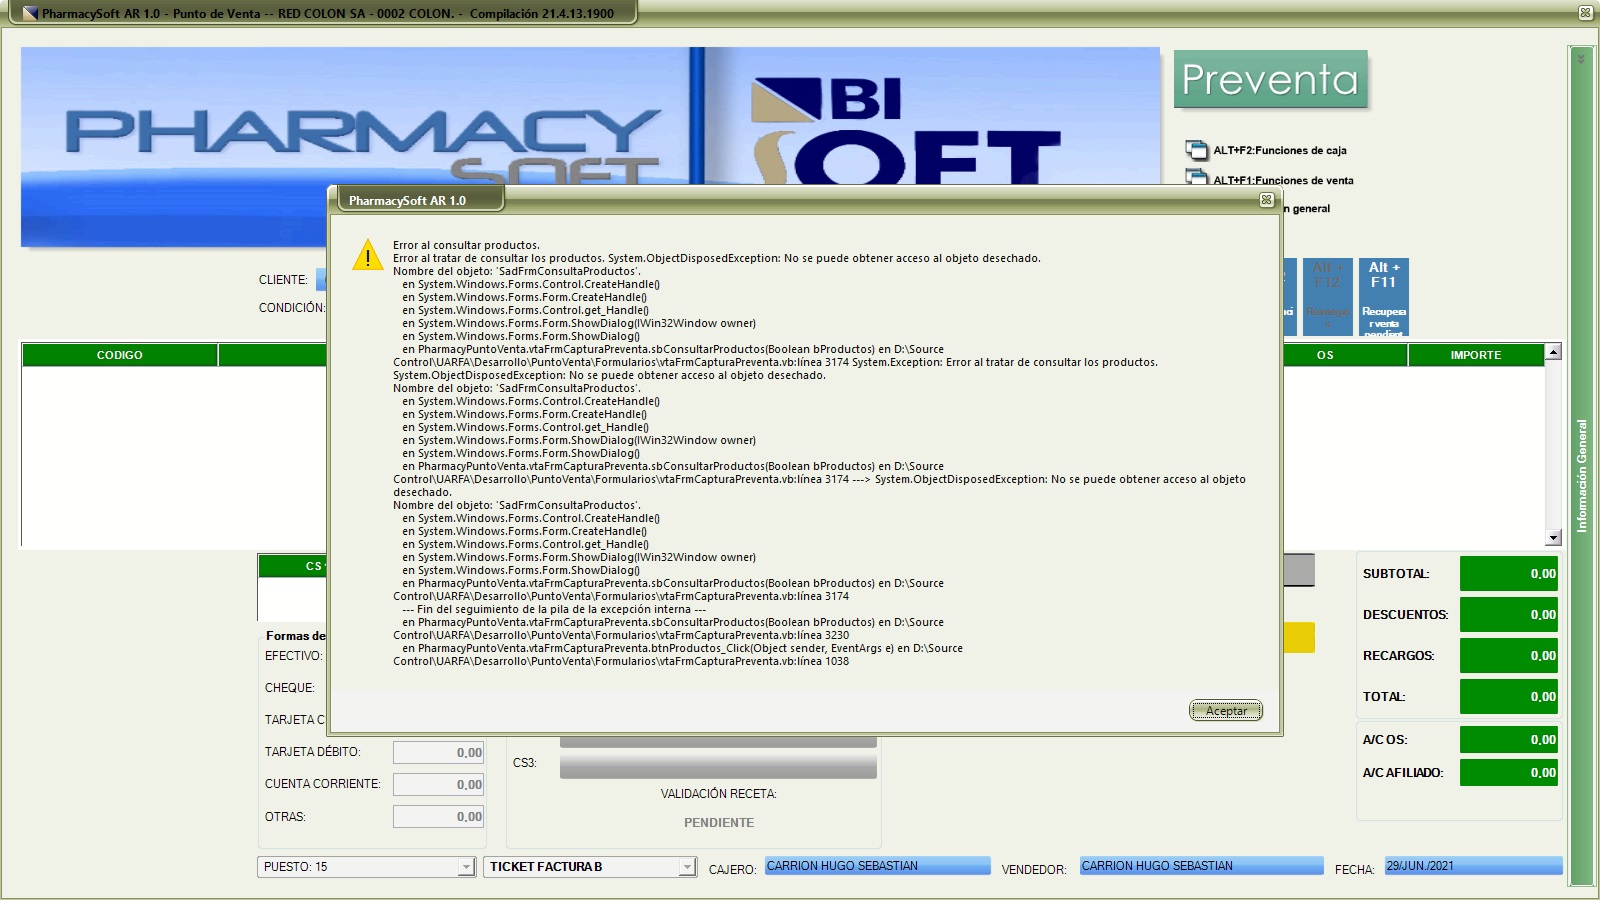 PharmacySoft AR 1.0 - Punto de Venta -- RED COLON SA - 0002 COLON. - Compilación 21.4.13.1900
PHARMACY
SOFT
BI
SOFT
Preventa
ALT+F2:Funciones de caja
ALT+F1:Funciones de venta
n general
CLIENTE:
CONDICIÓN:
Alt +
F12
Alt +
F11
Recupera
r venta
CODIGO
OS
IMPORTE
Información General
PharmacySoft AR 1.0
Error al consultar productos.
Error al tratar de consultar los productos. System.ObjectDisposedException: No se puede obtener acceso al objeto desechado.
Nombre del objeto: 'SadFrmConsultaProductos'.
en System.Windows.Forms.Control.CreateHandle()
en System.Windows.Forms.Form.CreateHandle()
en System.Windows.Forms.Control.get_Handle()
en System.Windows.Forms.Form.ShowDialog(IWin32Window owner)
en System.Windows.Forms.Form.ShowDialog()
en PharmacyPuntoVenta.vtaFrmCapturaPreventa.sbConsultarProductos(Boolean bProductos) en D:\Source
Control\UARFA\Desarrollo\PuntoVenta\Formularios\vtaFrmCapturaPreventa.vb:línea 3174 System.Exception: Error al tratar de consultar los productos.
System.ObjectDisposedException: No se puede obtener acceso al objeto desechado.
Nombre del objeto: 'SadFrmConsultaProductos'.
en System.Windows.Forms.Control.CreateHandle()
en System.Windows.Forms.Form.CreateHandle()
en System.Windows.Forms.Control.get_Handle()
en System.Windows.Forms.Form.ShowDialog(IWin32Window owner)
en System.Windows.Forms.Form.ShowDialog()
en PharmacyPuntoVenta.vtaFrmCapturaPreventa.sbConsultarProductos(Boolean bProductos) en D:\Source
Control\UARFA\Desarrollo\PuntoVenta\Formularios\vtaFrmCapturaPreventa.vb:línea 3174 ---> System.ObjectDisposedException: No se puede obtener acceso al objeto
desechado.
Nombre del objeto: 'SadFrmConsultaProductos'.
en System.Windows.Forms.Control.CreateHandle()
en System.Windows.Forms.Form.CreateHandle()
en System.Windows.Forms.Control.get_Handle()
en System.Windows.Forms.Form.ShowDialog(IWin32Window owner)
en System.Windows.Forms.Form.ShowDialog()
en PharmacyPuntoVenta.vtaFrmCapturaPreventa.sbConsultarProductos(Boolean bProductos) en D:\Source
Control\UARFA\Desarrollo\PuntoVenta\Formularios\vtaFrmCapturaPreventa.vb:línea 3174
--- Fin del seguimiento de la pila de la excepción interna ---
en PharmacyPuntoVenta.vtaFrmCapturaPreventa.sbConsultarProductos(Boolean bProductos) en D:\Source
Control\UARFA\Desarrollo\PuntoVenta\Formularios\vtaFrmCapturaPreventa.vb:línea 3230
en PharmacyPuntoVenta.vtaFrmCapturaPreventa.btnProductos_Click(Object sender, EventArgs e) en D:\Source
Control\UARFA\Desarrollo\PuntoVenta\Formularios\vtaFrmCapturaPreventa.vb:línea 1038
Aceptar
CS
Formas de
EFECTIVO:
CHEQUE:
TARJETA C
TARJETA DÉBITO: 0,00
CUENTA CORRIENTE: 0,00
OTRAS: 0,00
CS3:
VALIDACIÓN RECETA:
PENDIENTE
SUBTOTAL: 0,00
DESCUENTOS: 0,00
RECARGOS: 0,00
TOTAL: 0,00
A/C OS: 0,00
A/C AFILIADO: 0,00
PUESTO: 15
TICKET FACTURA B
CAJERO: CARRION HUGO SEBASTIAN
VENDEDOR: CARRION HUGO SEBASTIAN
FECHA: 29/JUN./2021